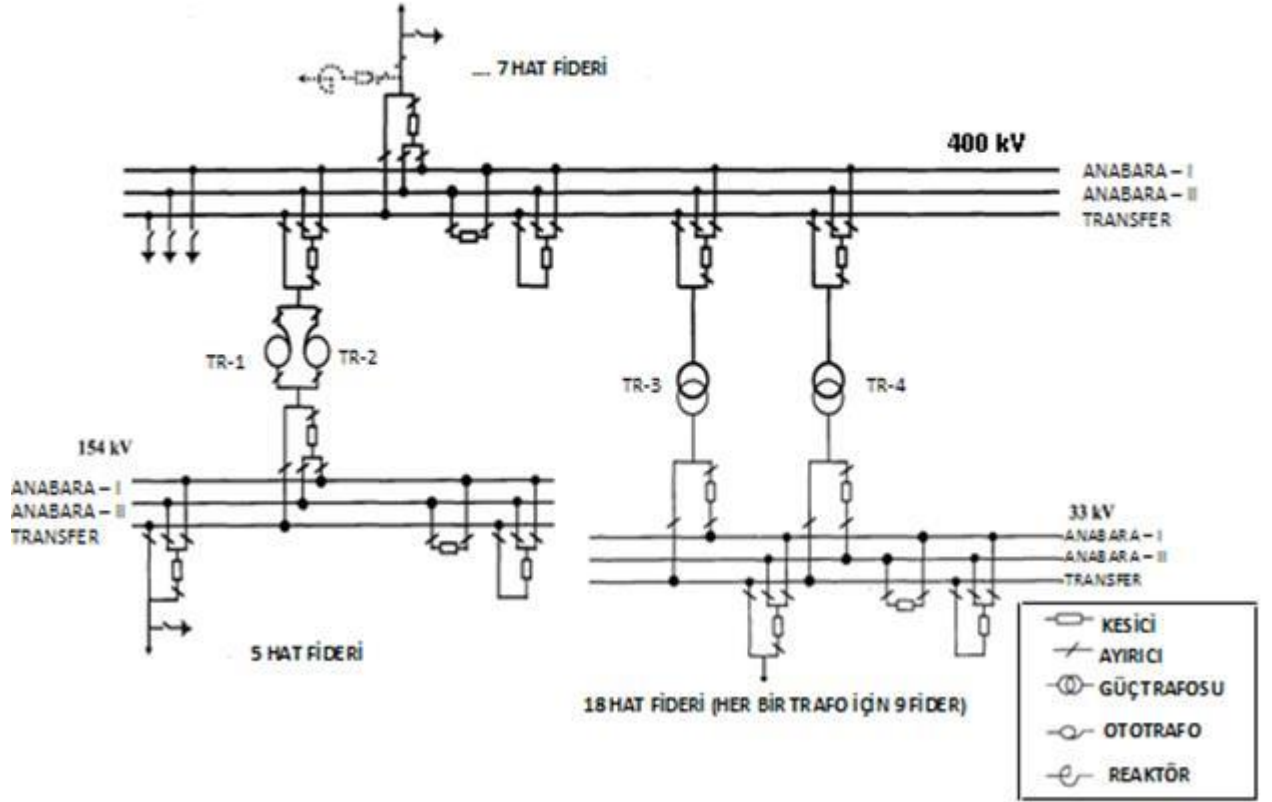 .... 7 HAT FİDERİ
400 kV
ANABARA – I
ANABARA – II
TRANSFER
TR-1
TR-2
TR-3
TR-4
154 kV
ANABARA – I
ANABARA – II
TRANSFER
33 kV
ANABARA – I
ANABARA – II
TRANSFER
5 HAT FİDERİ
18 HAT FİDERİ (HER BİR TRAFO İÇİN 9 FİDER)
KESİCİ
AYIRICI
GÜÇ TRAFOSU
OTOTRAFO
REAKTÖR